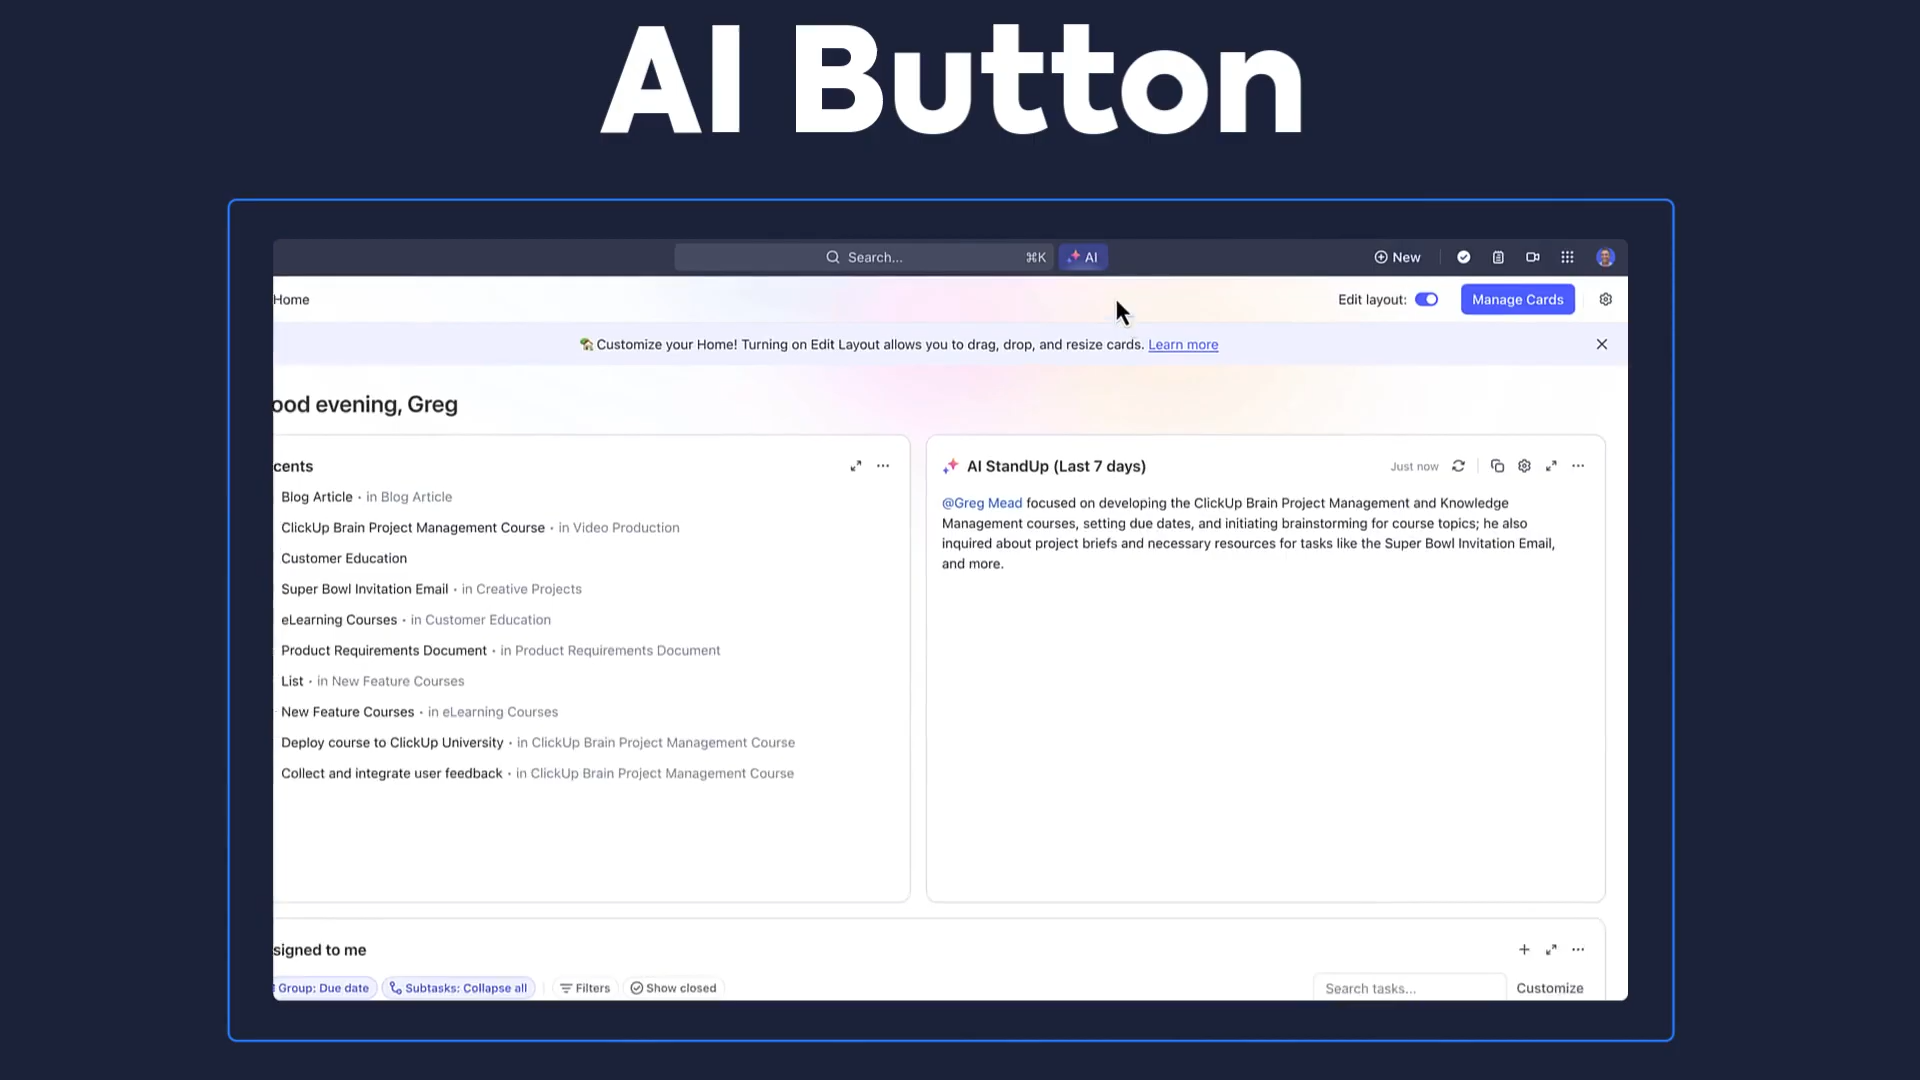 AI Button
Search...
⌘K
AI
New
Home
Edit layout:
Manage Cards
Customize your Home! Turning on Edit Layout allows you to drag, drop, and resize cards. Learn more
ood evening, Greg
cents
Blog Article · in Blog Article
ClickUp Brain Project Management Course · in Video Production
Customer Education
Super Bowl Invitation Email · in Creative Projects
eLearning Courses · in Customer Education
Product Requirements Document · in Product Requirements Document
List · in New Feature Courses
New Feature Courses · in eLearning Courses
Deploy course to ClickUp University · in ClickUp Brain Project Management Course
Collect and integrate user feedback · in ClickUp Brain Project Management Course
AI StandUp (Last 7 days)
Just now
@Greg Mead focused on developing the ClickUp Brain Project Management and Knowledge
Management courses, setting due dates, and initiating brainstorming for course topics; he also
inquired about project briefs and necessary resources for tasks like the Super Bowl Invitation Email,
and more.
signed to me
Group: Due date
Subtasks: Collapse all
Filters
Show closed
Search tasks...
Customize